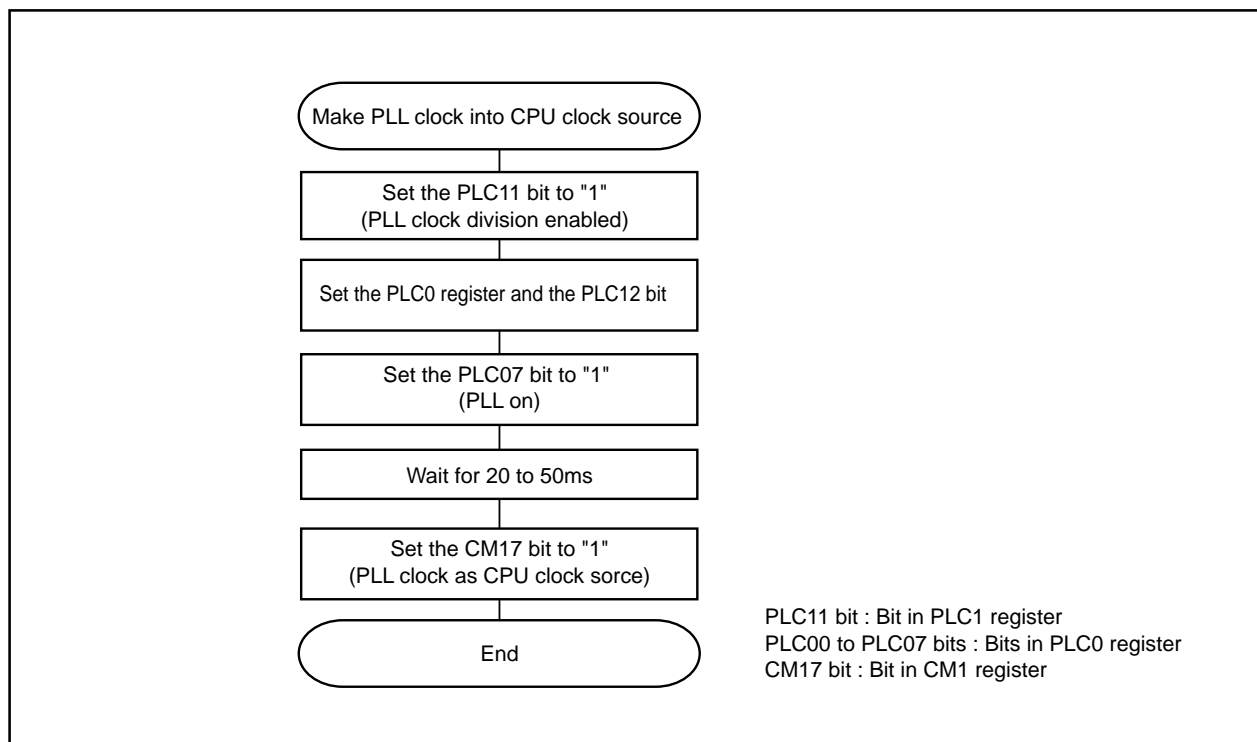 Make PLL clock into CPU clock source
Set the PLC11 bit to "1"
(PLL clock division enabled)
Set the PLC0 register and the PLC12 bit
Set the PLC07 bit to "1"
(PLL on)
Wait for 20 to 50ms
Set the CM17 bit to "1"
(PLL clock as CPU clock sorce)
End
PLC11 bit : Bit in PLC1 register
PLC00 to PLC07 bits : Bits in PLC0 register
CM17 bit : Bit in CM1 register